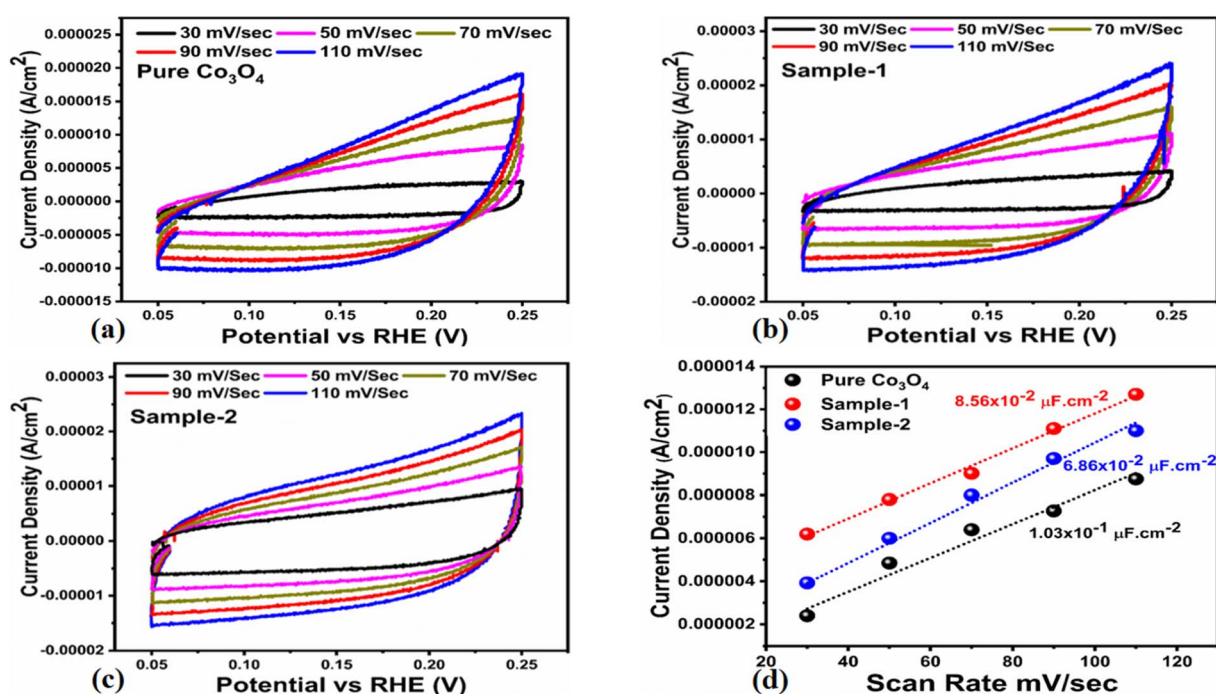 30 mV/sec 50 mV/sec 70 mV/sec
90 mV/sec 110 mV/sec
Pure Co₃O₄
0.000025
0.000020
0.000015
0.000010
0.000005
0.000000
-0.000005
-0.000010
-0.000015
Current Density (A/cm²)
0.05 0.10 0.15 0.20 0.25
Potential vs RHE (V)
(a)
30 mV/Sec 50 mV/Sec 70 mV/Sec
90 mV/Sec 110 mV/Sec
Sample-1
0.00003
0.00002
0.00001
0.00000
-0.00001
-0.00002
Current Density (A/cm²)
0.05 0.10 0.15 0.20 0.25
Potential vs RHE (V)
(b)
30 mV/Sec 50 mV/Sec 70 mV/Sec
90 mV/Sec 110 mV/Sec
Sample-2
0.00003
0.00002
0.00001
0.00000
-0.00001
-0.00002
Current Density (A/cm²)
0.05 0.10 0.15 0.20 0.25
Potential vs RHE (V)
(c)
Pure Co₃O₄
Sample-1
Sample-2
8.56x10⁻² µF.cm⁻²
6.86x10⁻² µF.cm⁻²
1.03x10⁻¹ µF.cm⁻²
0.000014
0.000012
0.000010
0.000008
0.000006
0.000004
0.000002
Current Density (A/cm²)
20 40 60 80 100 120
Scan Rate mV/sec
(d)